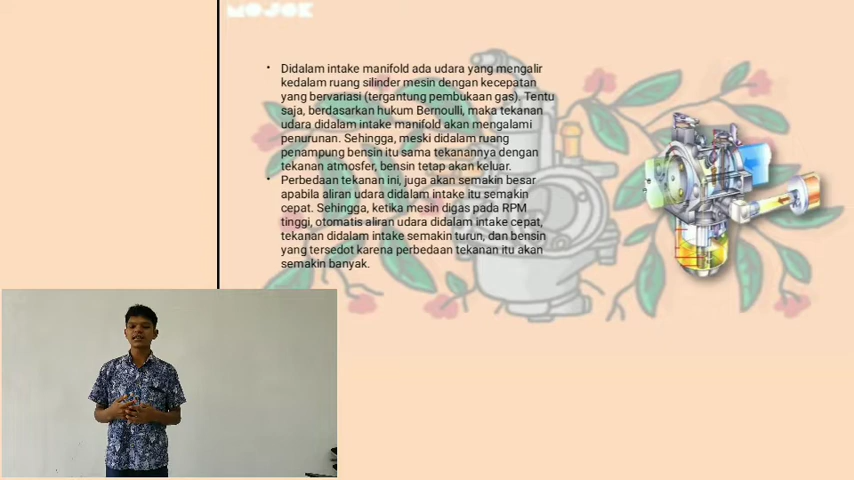 MOJOK
• Didalam intake manifold ada udara yang mengalir
kedalam ruang silinder mesin dengan kecepatan
yang bervariasi (tergantung pembukaan gas). Tentu
saja, berdasarkan hukum Bernoulli, maka tekanan
udara didalam intake manifold akan mengalami
penurunan. Sehingga, meski didalam ruang
penampung bensin itu sama tekanannya dengan
tekanan atmosfer, bensin tetap akan keluar.
• Perbedaan tekanan ini, juga akan semakin besar
apabila aliran udara didalam intake itu semakin
cepat. Sehingga, ketika mesin digas pada RPM
tinggi, otomatis aliran udara didalam intake cepat,
tekanan didalam intake semakin turun, dan bensin
yang tersedot karena perbedaan tekanan itu akan
semakin banyak.